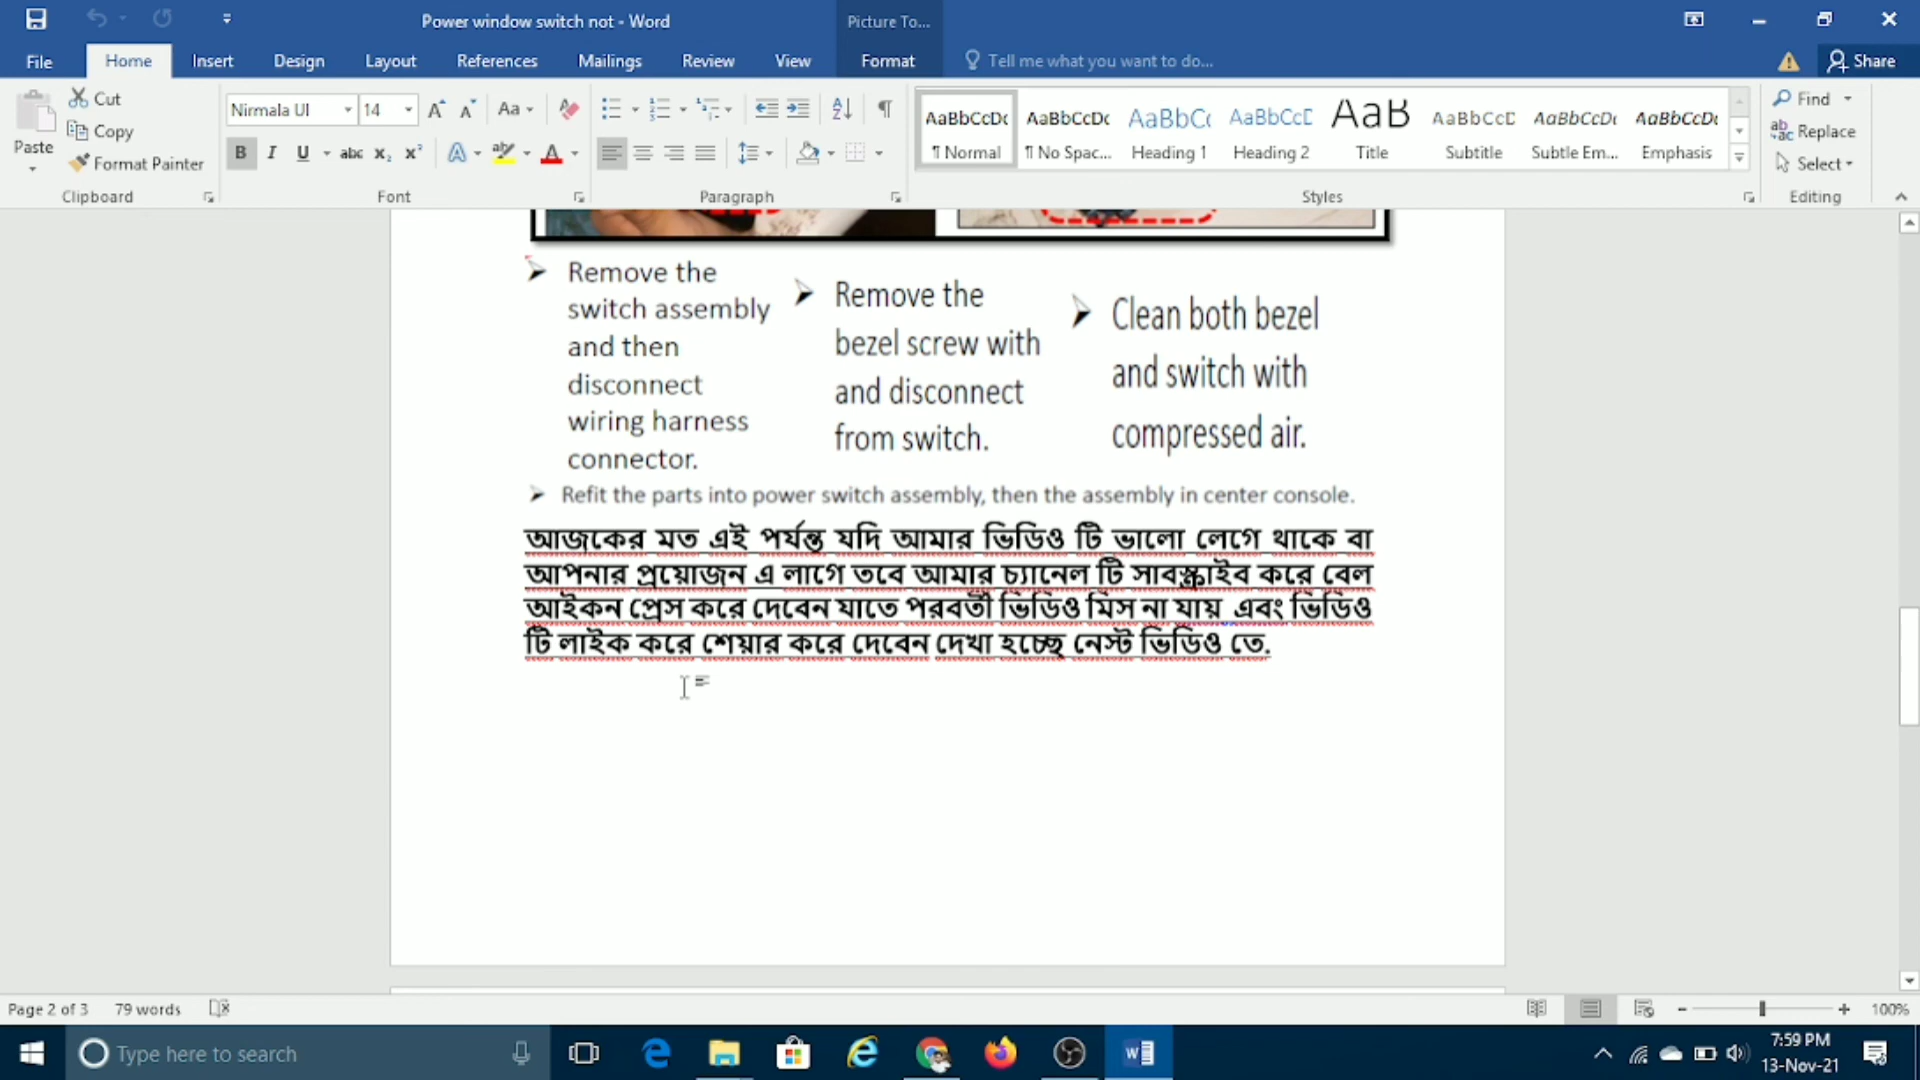 Power window switch not - Word
Picture To...
File
Home
Insert
Design
Layout
References
Mailings
Review
View
Format
Tell me what you want to do...
Share
Paste
Cut
Copy
Format Painter
Clipboard
Nirmala UI
14
Aa
B I U abc X₂ X²
Font
Paragraph
AaBbCcDc
¶ Normal
AaBbCcDc
¶ No Spac...
AaBbCc
Heading 1
AaBbCcD
Heading 2
AaB
Title
AaBbCcD
Subtitle
AaBbCcDc
Subtle Em...
AaBbCcDc
Emphasis
Styles
Find
Replace
Select
Editing
➢ Remove the
switch assembly
and then
disconnect
wiring harness
connector.
➢ Remove the
bezel screw with
and disconnect
from switch.
➢ Clean both bezel
and switch with
compressed air.
➢ Refit the parts into power switch assembly, then the assembly in center console.
আজকের মত এই পর্যন্ত যদি আমার ভিডিও টি ভালো লেগে থাকে বা
আপনার প্রয়োজন এ লাগে তবে আমার চ্যানেল টি সাবস্ক্রাইব করে বেল
আইকন প্রেস করে দেবেন যাতে পরবর্তী ভিডিও মিস না যায় এবং ভিডিও
টি লাইক করে শেয়ার করে দেবেন দেখা হচ্ছে নেস্ট ভিডিও তে.
Page 2 of 3
79 words
100%
Type here to search
7:59 PM
13-Nov-21